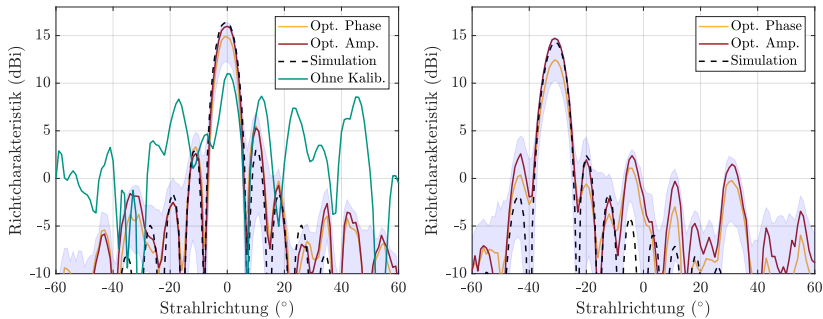 Richtcharakteristik (dBi)
15
10
5
0
-5
-10
-60
-40
-20
0
20
40
60
Strahlrichtung (°)
Opt. Phase
Opt. Amp.
Simulation
Ohne Kalib.
Richtcharakteristik (dBi)
15
10
5
0
-5
-10
-60
-40
-20
0
20
40
60
Strahlrichtung (°)
Opt. Phase
Opt. Amp.
Simulation